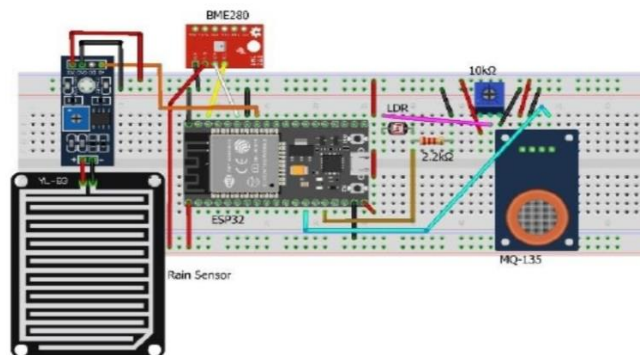 BME280
10kΩ
LDR
2.2kΩ
YL-83
ESP32
MQ-135
Rain Sensor